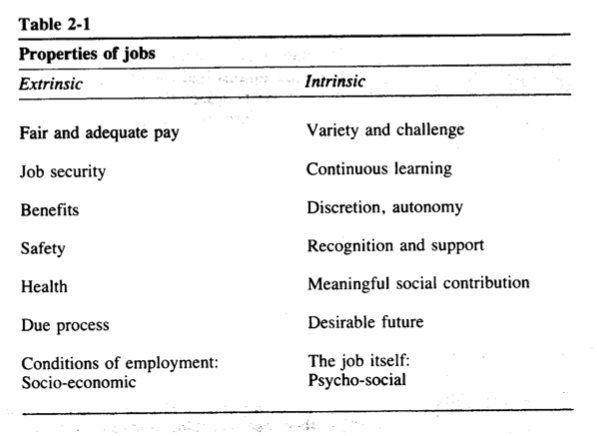 Table 2-1
Properties of jobs
Extrinsic Intrinsic
Fair and adequate pay Variety and challenge
Job security Continuous learning
Benefits Discretion, autonomy
Safety Recognition and support
Health Meaningful social contribution
Due process Desirable future
Conditions of employment: The job itself:
Socio-economic Psycho-social